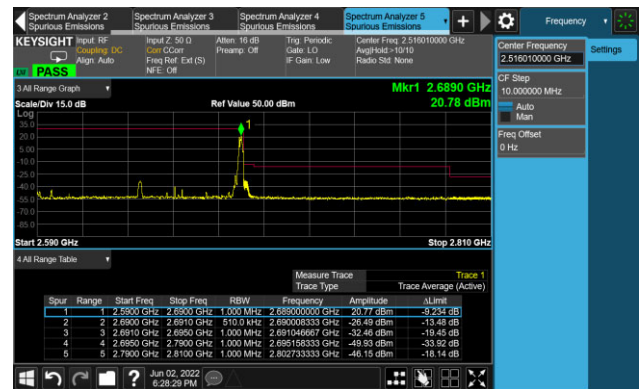 Spectrum Analyzer 2 Spurious Emissions
Spectrum Analyzer 3 Spurious Emissions
Spectrum Analyzer 4 Spurious Emissions
Spectrum Analyzer 5 Spurious Emissions
Frequency
KEYSIGHT
Input: RF
Coupling: DC
Align: Auto
Input Z: 50 Ω
Corr CCorr
Freq Ref: Ext (S)
NFE: Off
Atten: 16 dB
Preamp: Off
Trig: Periodic
Gate: LO
IF Gain: Low
Center Freq: 2.516010000 GHz
Avg|Hold:>10/10
Radio Std: None
PASS
3 All Range Graph
Mkr1 2.6890 GHz
Scale/Div 15.0 dB
Ref Value 50.00 dBm
20.78 dBm
Log
35.0
20.0
5.00
-10.0
-25.0
-40.0
-55.0
-70.0
-85.0
1
Start 2.590 GHz
Stop 2.810 GHz
4 All Range Table
Measure Trace Trace 1
Trace Type Trace Average (Active)
Spur Range Start Freq Stop Freq RBW Frequency Amplitude ΔLimit
1 1 2.5900 GHz 2.6900 GHz 1.000 MHz 2.689000000 GHz 20.77 dBm -9.234 dB
2 2 2.6900 GHz 2.6910 GHz 510.0 kHz 2.690008333 GHz -26.49 dBm -13.48 dB
3 3 2.6910 GHz 2.6950 GHz 1.000 MHz 2.691046667 GHz -32.46 dBm -19.45 dB
4 4 2.6950 GHz 2.7900 GHz 1.000 MHz 2.695158333 GHz -49.93 dBm -33.92 dB
5 5 2.7900 GHz 2.8100 GHz 1.000 MHz 2.802733333 GHz -46.15 dBm -18.14 dB
Center Frequency
2.516010000 GHz
Settings
CF Step
10.000000 MHz
Auto
Man
Freq Offset
0 Hz
?
Jun 02, 2022
6:28:29 PM